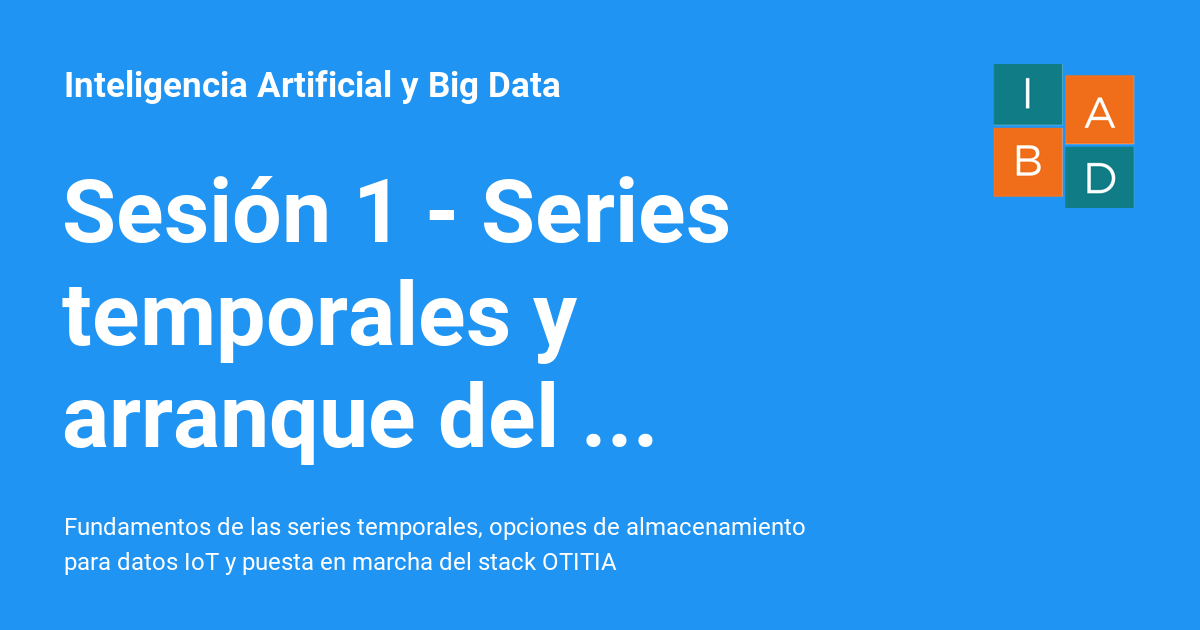 Inteligencia Artificial y Big Data
I
A
B
D
Sesión 1 - Series
temporales y
arranque del ...
Fundamentos de las series temporales, opciones de almacenamiento
para datos IoT y puesta en marcha del stack OTITIA